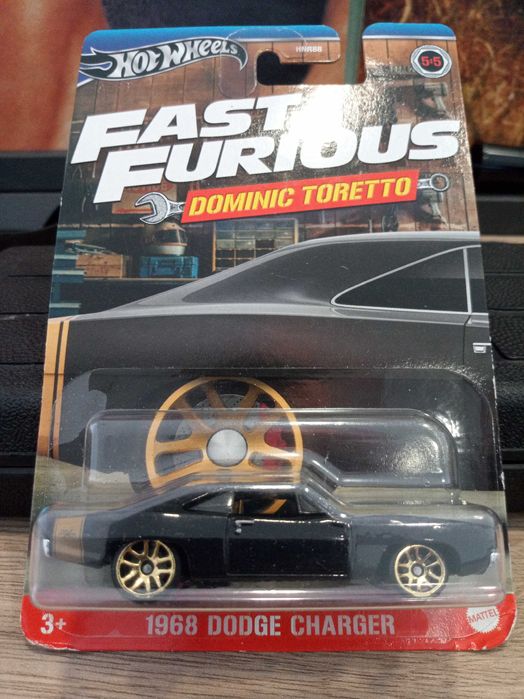 HOT WHEELS
HNR88
5:5
FAST
FURIOUS
DOMINIC TORETTO
3+
1968 DODGE CHARGER
MATTEL